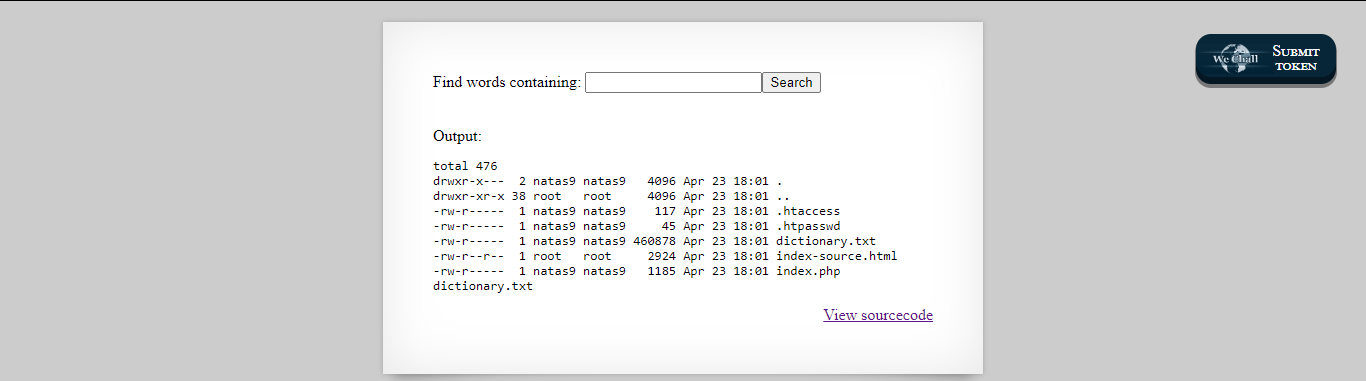 We Chall
Submit
token
Find words containing: Search
Output:
total 476
drwxr-x---  2 natas9 natas9   4096 Apr 23 18:01 .
drwxr-xr-x 38 root   root     4096 Apr 23 18:01 ..
-rw-r-----  1 natas9 natas9    117 Apr 23 18:01 .htaccess
-rw-r-----  1 natas9 natas9     45 Apr 23 18:01 .htpasswd
-rw-r-----  1 natas9 natas9 460878 Apr 23 18:01 dictionary.txt
-rw-r--r--  1 root   root     2924 Apr 23 18:01 index-source.html
-rw-r-----  1 natas9 natas9   1185 Apr 23 18:01 index.php
dictionary.txt
View sourcecode